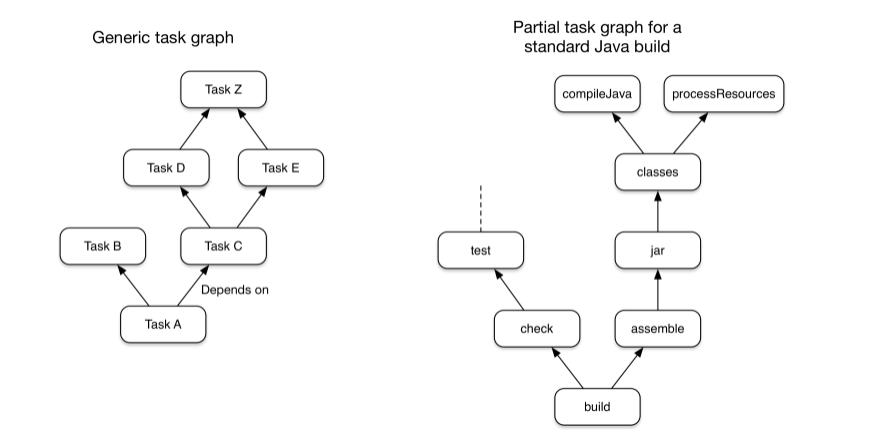 Generic task graph
Task Z
Task D
Task E
Task B
Task C
Depends on
Task A
Partial task graph for a
standard Java build
compileJava
processResources
classes
test
jar
check
assemble
build